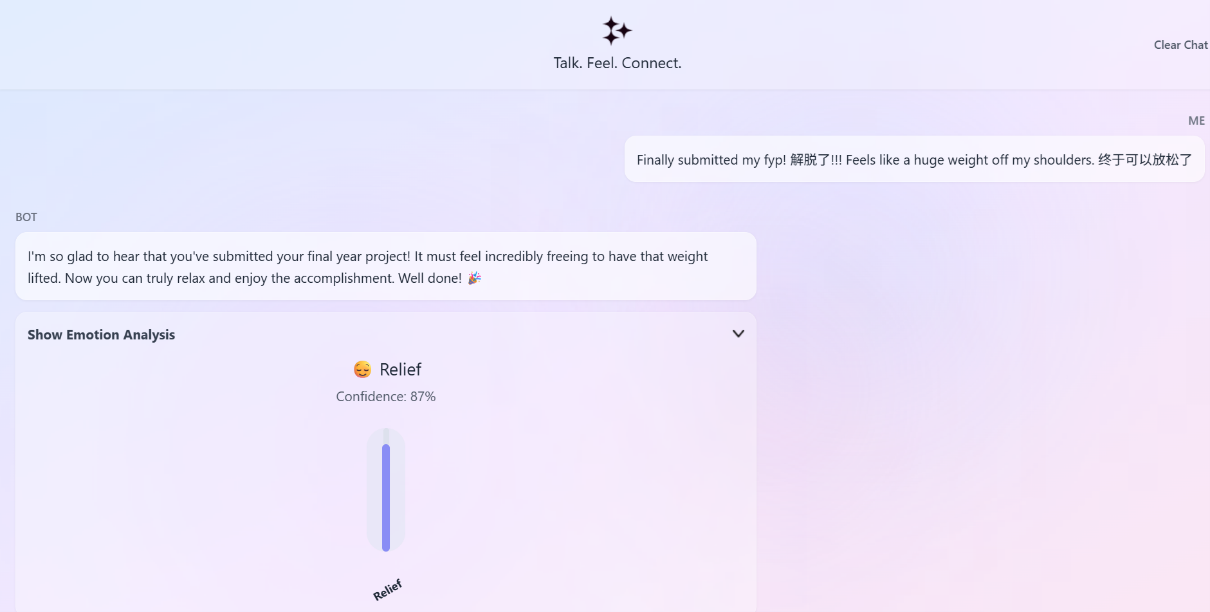 Talk. Feel. Connect.
Clear Chat
ME
Finally submitted my fyp! 解脱了!!! Feels like a huge weight off my shoulders. 终于可以放松了
BOT
I'm so glad to hear that you've submitted your final year project! It must feel incredibly freeing to have that weight
lifted. Now you can truly relax and enjoy the accomplishment. Well done! 🎉
Show Emotion Analysis
😌 Relief
Confidence: 87%
Relief